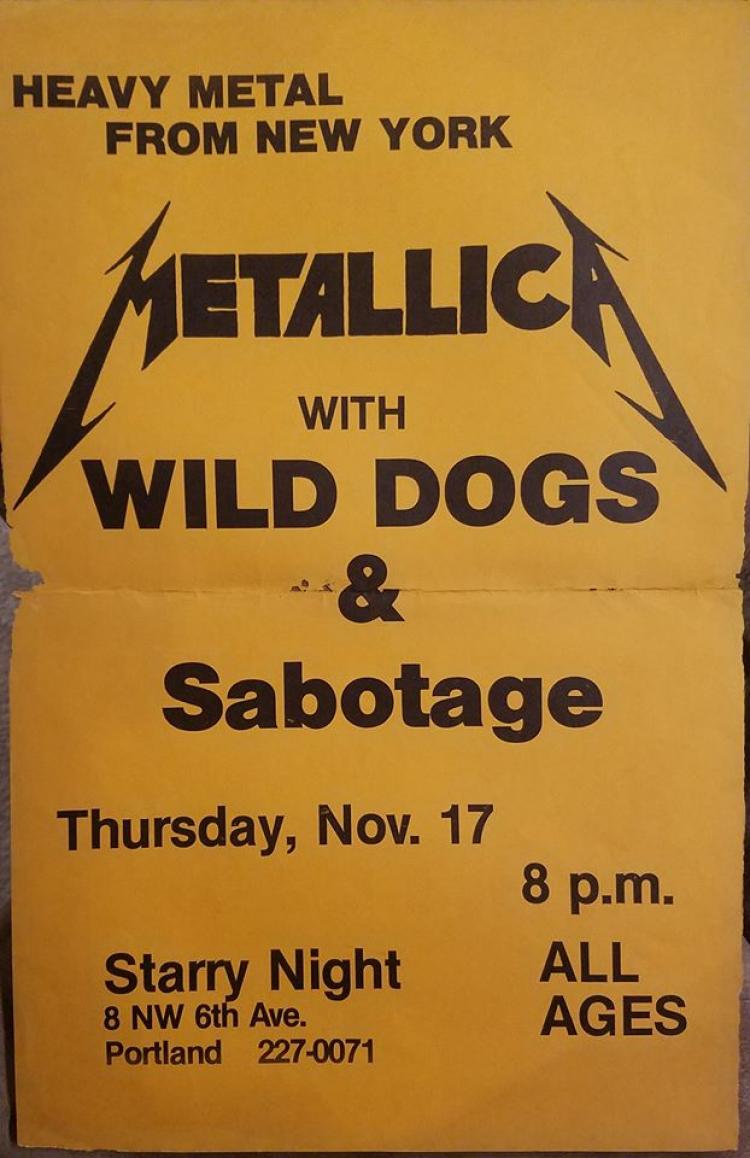 HEAVY METAL
FROM NEW YORK
METALLICA
WITH
WILD DOGS
&
Sabotage
Thursday, Nov. 17
8 p.m.
Starry Night
8 NW 6th Ave.
Portland 227-0071
ALL
AGES